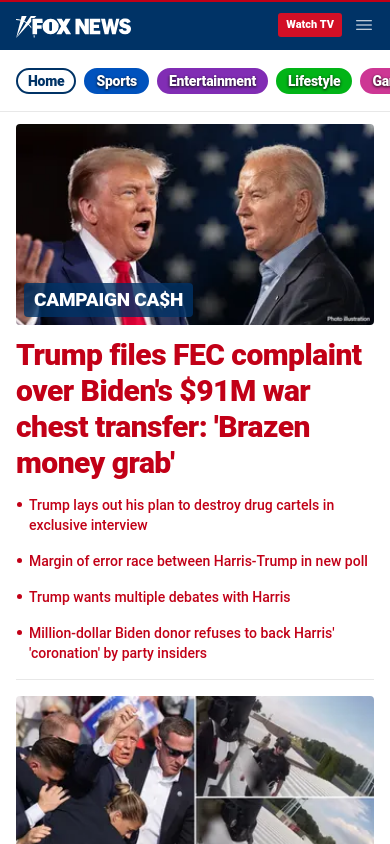 FOX NEWS
Watch TV
Home
Sports
Entertainment
Lifestyle
Ga
CAMPAIGN CA$H
Photo illustration
Trump files FEC complaint
over Biden's $91M war
chest transfer: 'Brazen
money grab'
Trump lays out his plan to destroy drug cartels in
exclusive interview
Margin of error race between Harris-Trump in new poll
Trump wants multiple debates with Harris
Million-dollar Biden donor refuses to back Harris'
'coronation' by party insiders